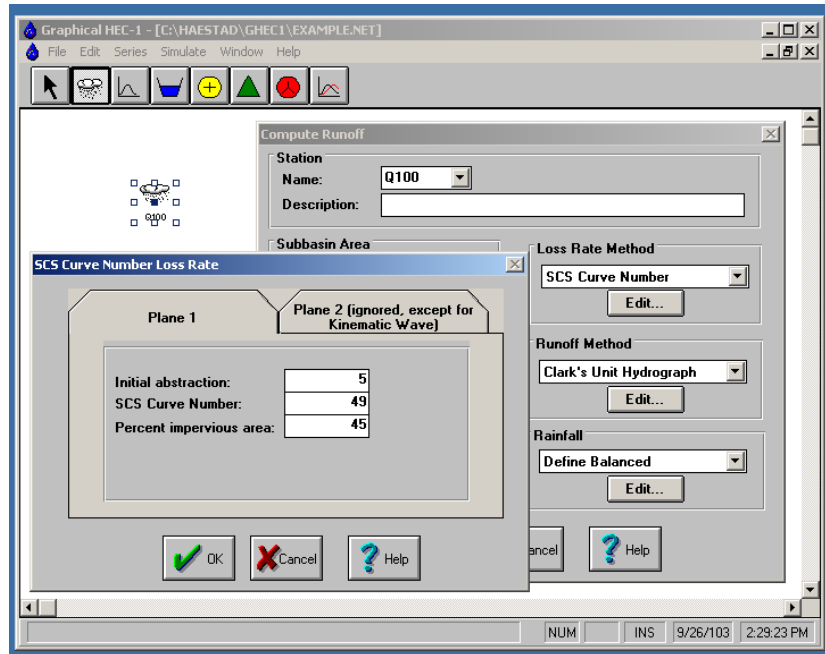 Graphical HEC-1 - [C:\HAESTAD\GHEC1\EXAMPLE.NET]
File Edit Series Simulate Window Help
Compute Runoff
Station
Name: Q100
Description:
Q100
Subbasin Area
Loss Rate Method
SCS Curve Number
Edit...
SCS Curve Number Loss Rate
Plane 1
Plane 2 (ignored, except for
Kinematic Wave)
Initial abstraction: 5
SCS Curve Number: 49
Percent impervious area: 45
Runoff Method
Clark's Unit Hydrograph
Edit...
Rainfall
Define Balanced
Edit...
OK Cancel Help
ancel Help
NUM INS 9/26/103 2:29:23 PM